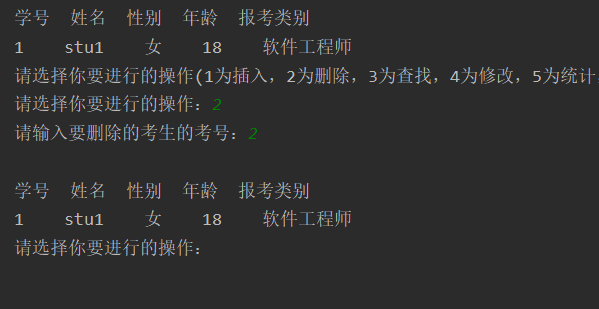 学号 姓名 性别 年龄 报考类别
1 stu1 女 18 软件工程师
请选择你要进行的操作(1为插入，2为删除，3为查找，4为修改，5为统计
请选择你要进行的操作：2
请输入要删除的考生的考号：2
学号 姓名 性别 年龄 报考类别
1 stu1 女 18 软件工程师
请选择你要进行的操作：